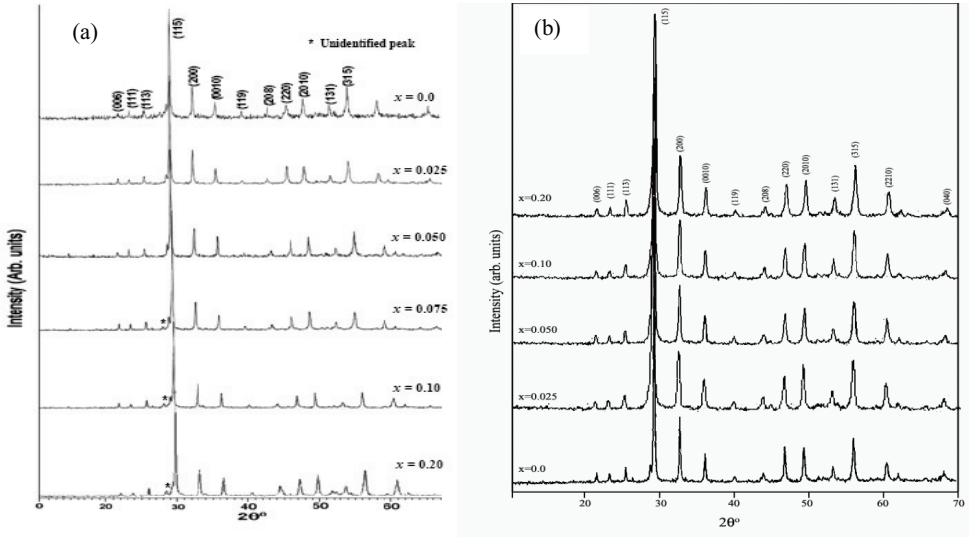 (a)
* Unidentified peak
(115)
(006)
(111)
(113)
(200)
(0010)
(119)
(208)
(220)
(2010)
(131)
(315)
x = 0.0
x = 0.025
x = 0.050
*
x = 0.075
*
*
x = 0.10
*
x = 0.20
Intensity (Arb. units)
0 20 30 40 50 60
2θº
(b)
(115)
(006)
(111)
(113)
(200)
(0010)
(119)
(208)
(220)
(2010)
(131)
(315)
(2210)
(040)
x=0.20
x=0.10
x=0.050
x=0.025
x=0.0
Intensity (arb. units)
10 20 30 40 50 60 70
2θº